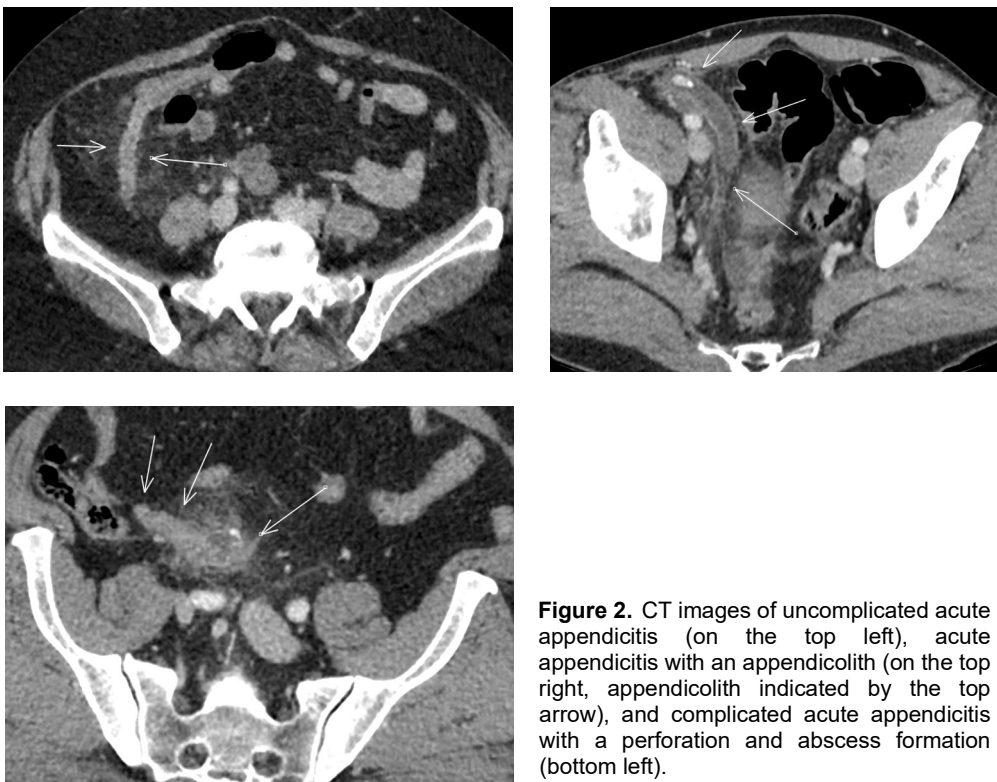 Figure 2. CT images of uncomplicated acute
appendicitis (on the top left), acute
appendicitis with an appendicolith (on the top
right, appendicolith indicated by the top
arrow), and complicated acute appendicitis
with a perforation and abscess formation
(bottom left).